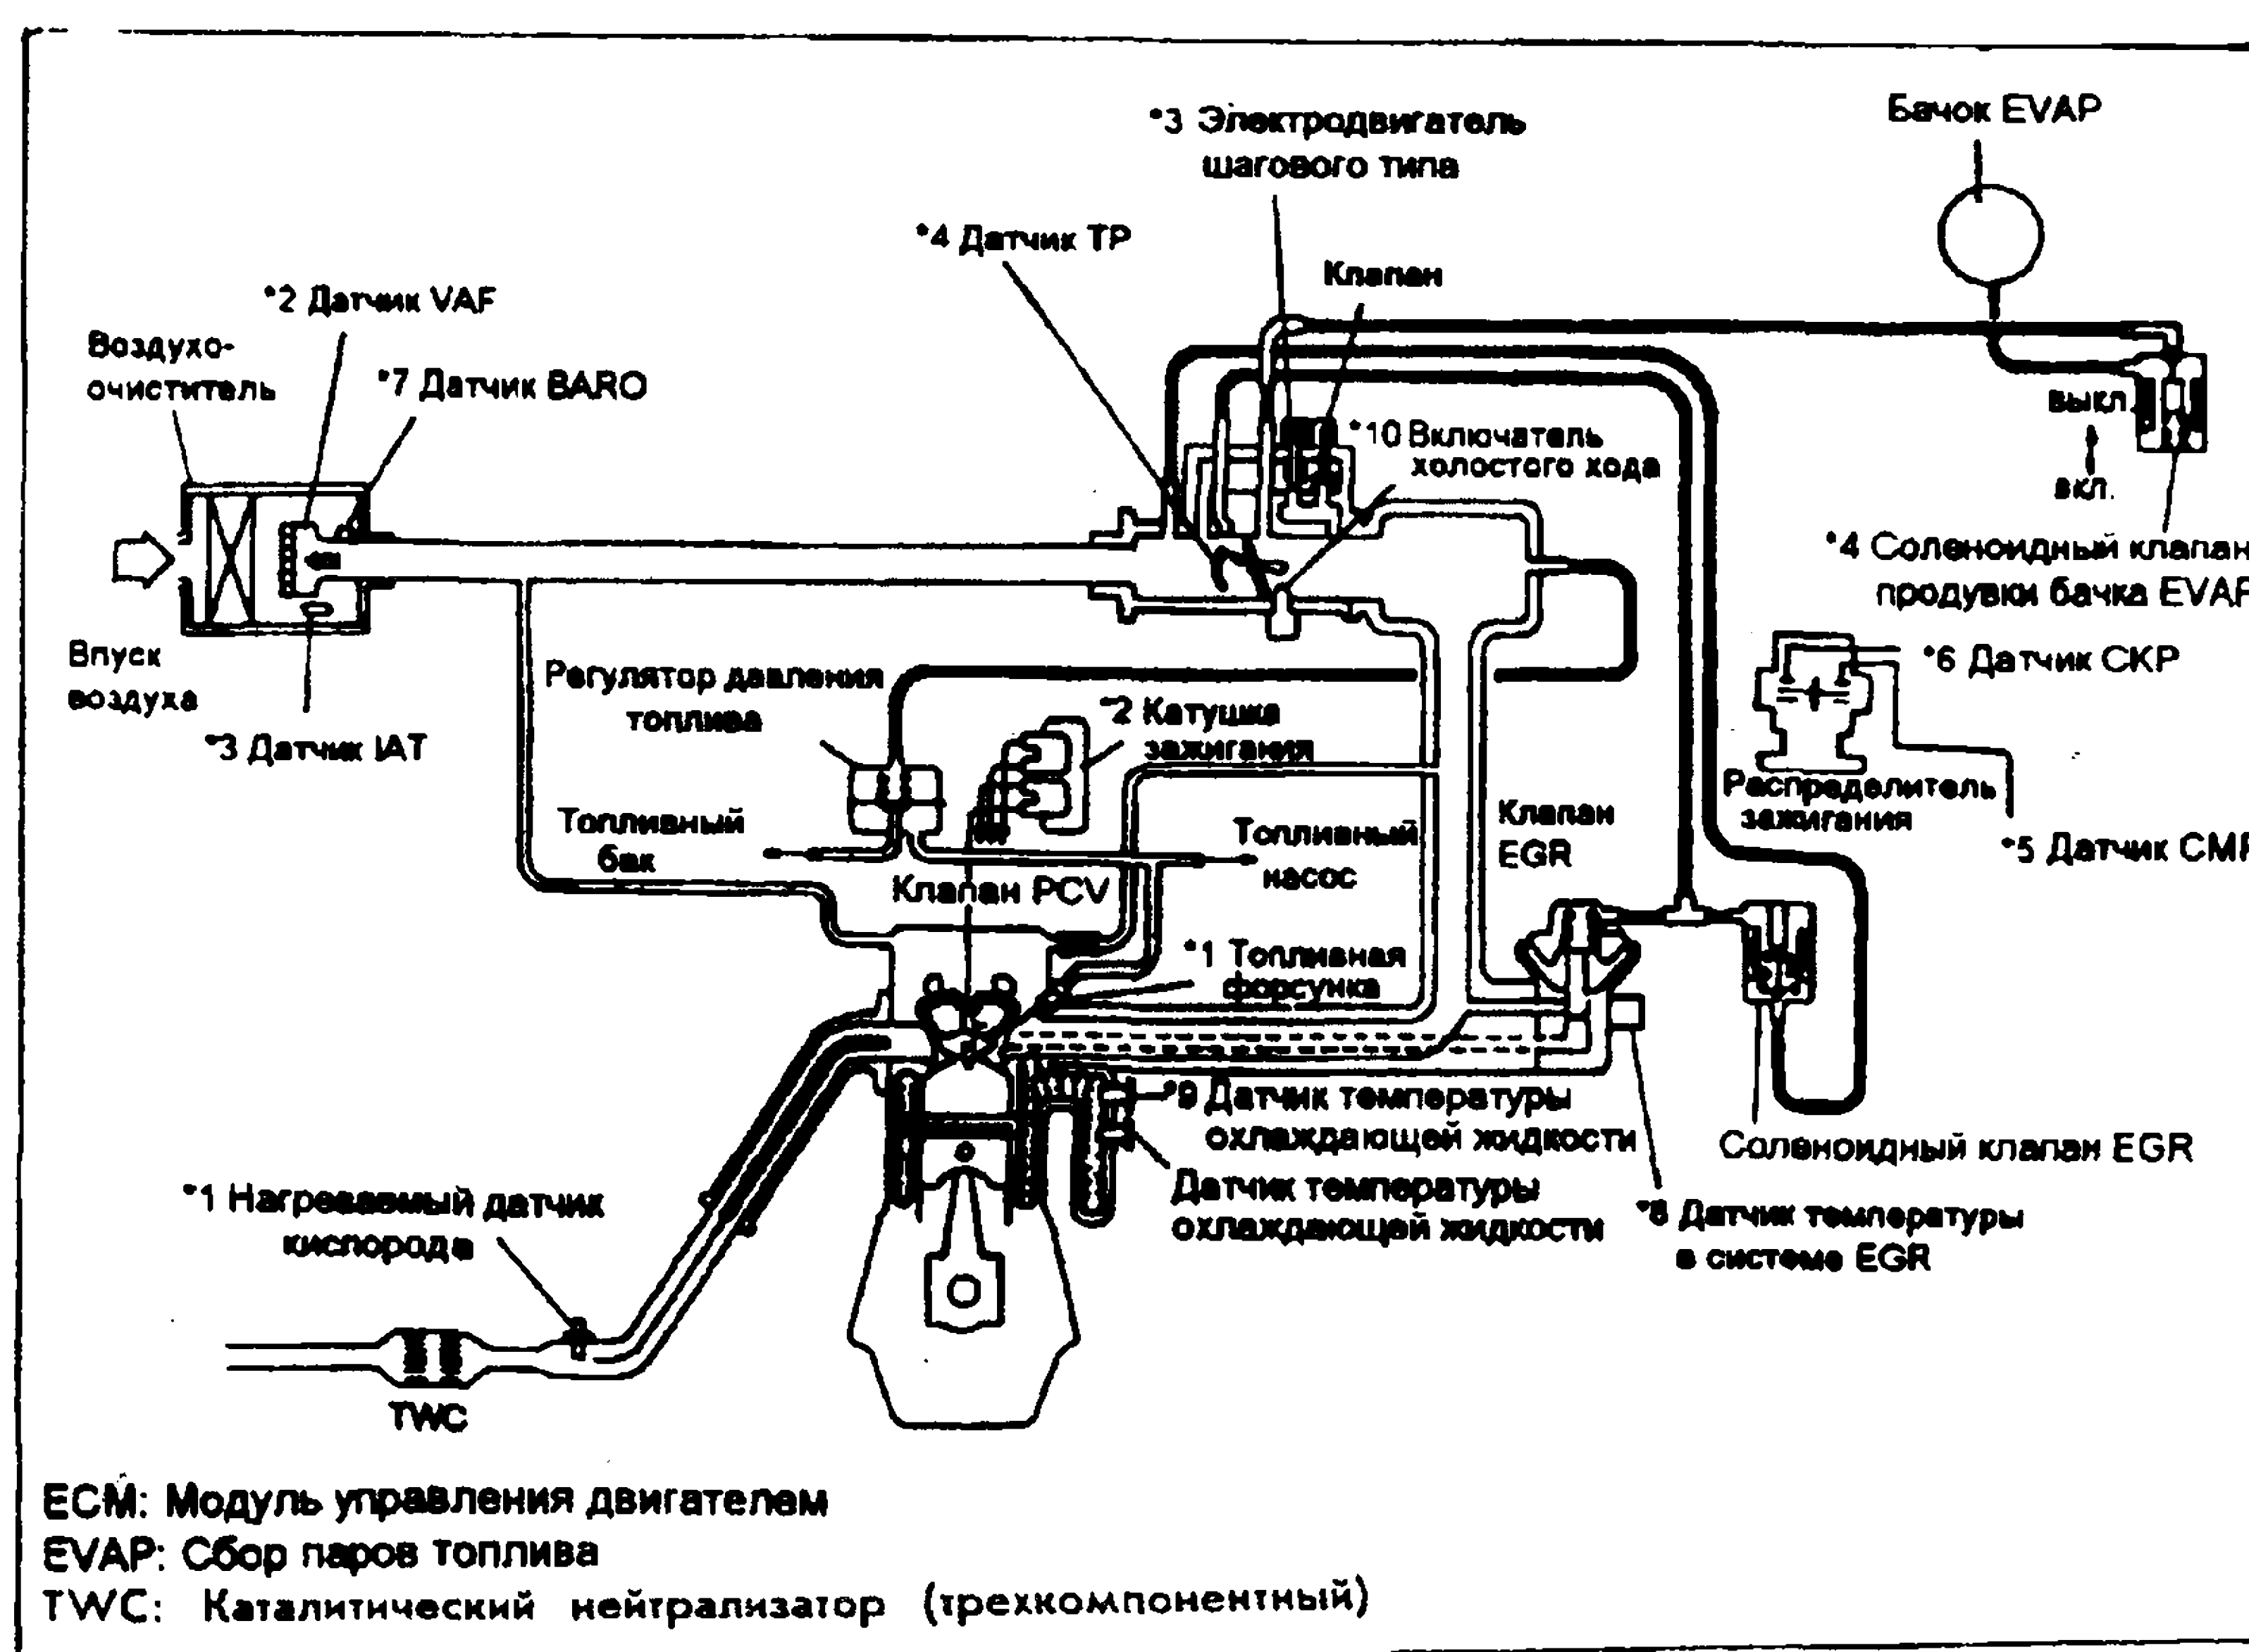 *3 Электродвигатель
шагового типа
Бачок EVAP
*4 Датчик TP
Клапан
*2 Датчик VAF
Воздухо-
очиститель
*7 Датчик BARO
выкл.
*10 Включатель
холостого хода
вкл.
*4 Соленоидный клапан
продувки бачка EVAP
Впуск
воздуха
*3 Датчик IAT
Регулятор давления
топлива
*2 Катушка
зажигания
*6 Датчик CKP
Распределитель
зажигания
*5 Датчик CMP
Топливный
бак
Топливный
насос
Клапан
EGR
Клапан PCV
*1 Топливная
форсунка
*9 Датчик температуры
охлаждающей жидкости
Соленоидный клапан EGR
Датчик температуры
охлаждающей жидкости
*8 Датчик температуры
в системе EGR
*1 Нагреваемый датчик
кислорода
TWC
ECM: Модуль управления двигателем
EVAP: Сбор паров топлива
TWC: Каталитический нейтрализатор (трехкомпонентный)